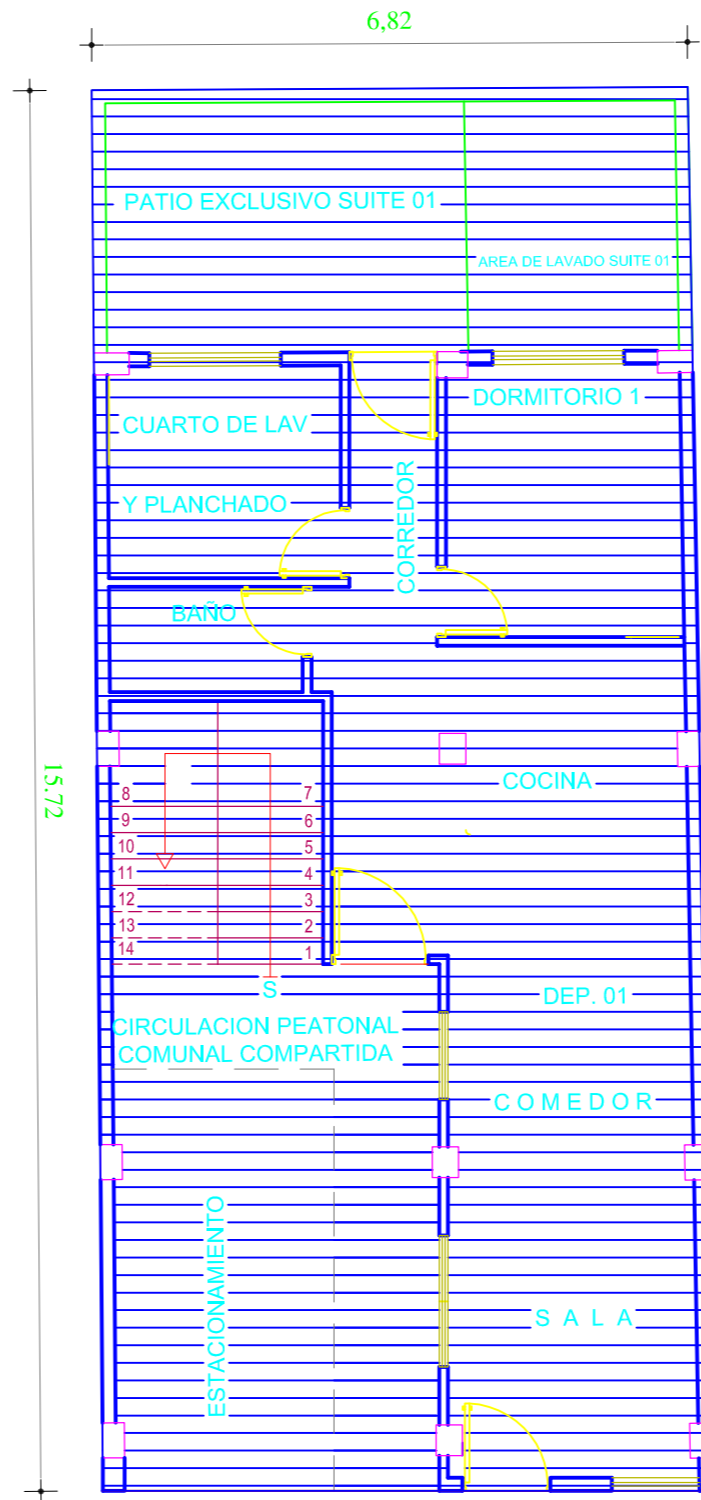 6,82
PATIO EXCLUSIVO SUITE 01
AREA DE LAVADO SUITE 01
DORMITORIO 1
CUARTO DE LAV
Y PLANCHADO
CORREDOR
BAÑO
15.72
COCINA
8 7
9 6
10 5
11 4
12 3
13 2
14 1
S
DEP. 01
CIRCULACION PEATONAL
COMUNAL COMPARTIDA
COMEDOR
ESTACIONAMIENTO
SALA